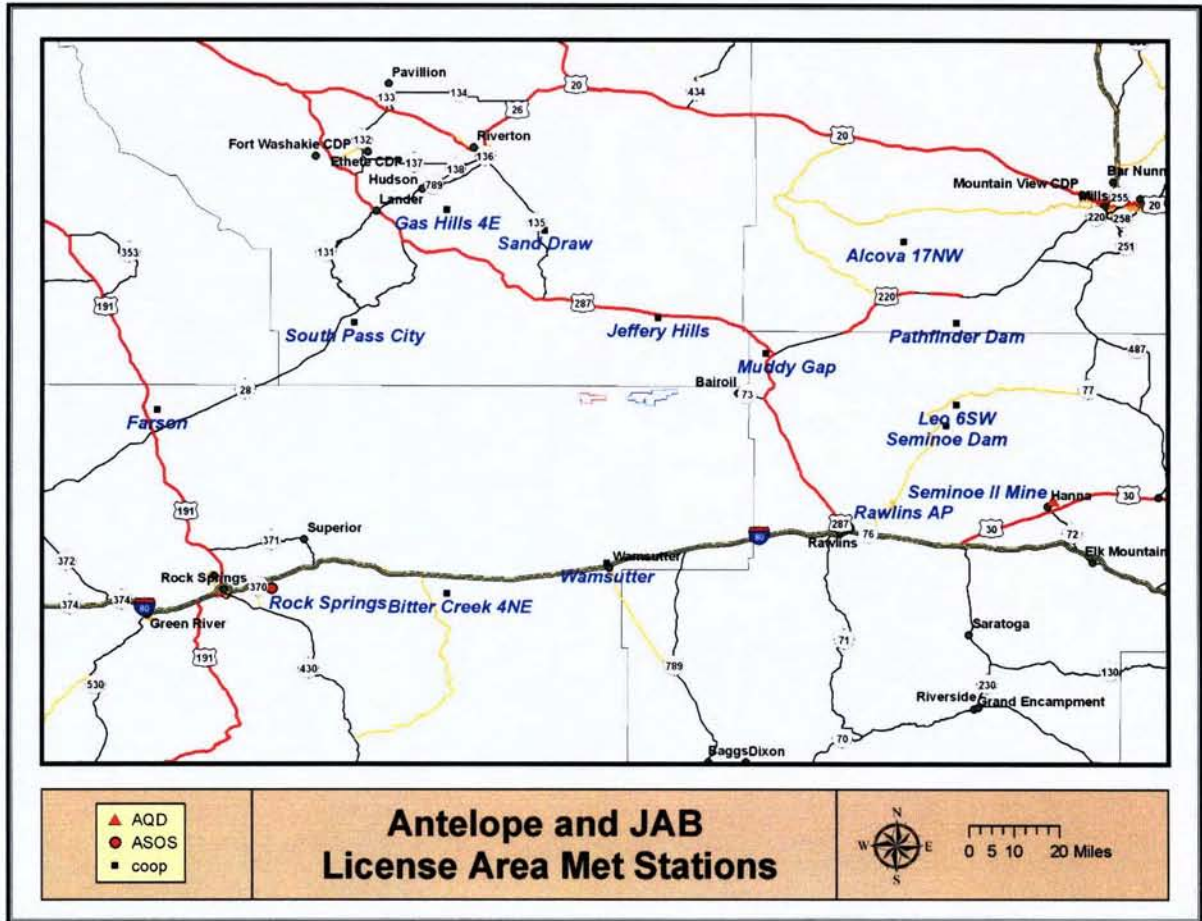 Pavillion
133
134
20
434
26
20
Fort Washakie CDP
132
Riverton
Ethete CDP
137
136
138
Hudson
789
Lander
Gas Hills 4E
135
Sand Draw
Bar Nunn
Mountain View CDP
Mills
255
20
220
258
251
Alcova 17NW
131
353
191
287
220
South Pass City
Jeffery Hills
Pathfinder Dam
Muddy Gap
487
Bairoil
73
28
77
Farson
Leo 6SW
Seminoe Dam
Seminoe II Mine
Hanna
30
191
Rawlins AP
287
76
Rawlins
30
72
Superior
371
80
Elk Mountain
372
Wamsutter
Wamsutter
Rock Springs
370
374
374
80
Rock Springs
Bitter Creek 4NE
Green River
Saratoga
191
430
71
789
130
530
230
Riverside
Grand Encampment
70
Baggs
Dixon
AQD
ASOS
coop
Antelope and JAB
License Area Met Stations
N
W
E
S
0 5 10 20 Miles